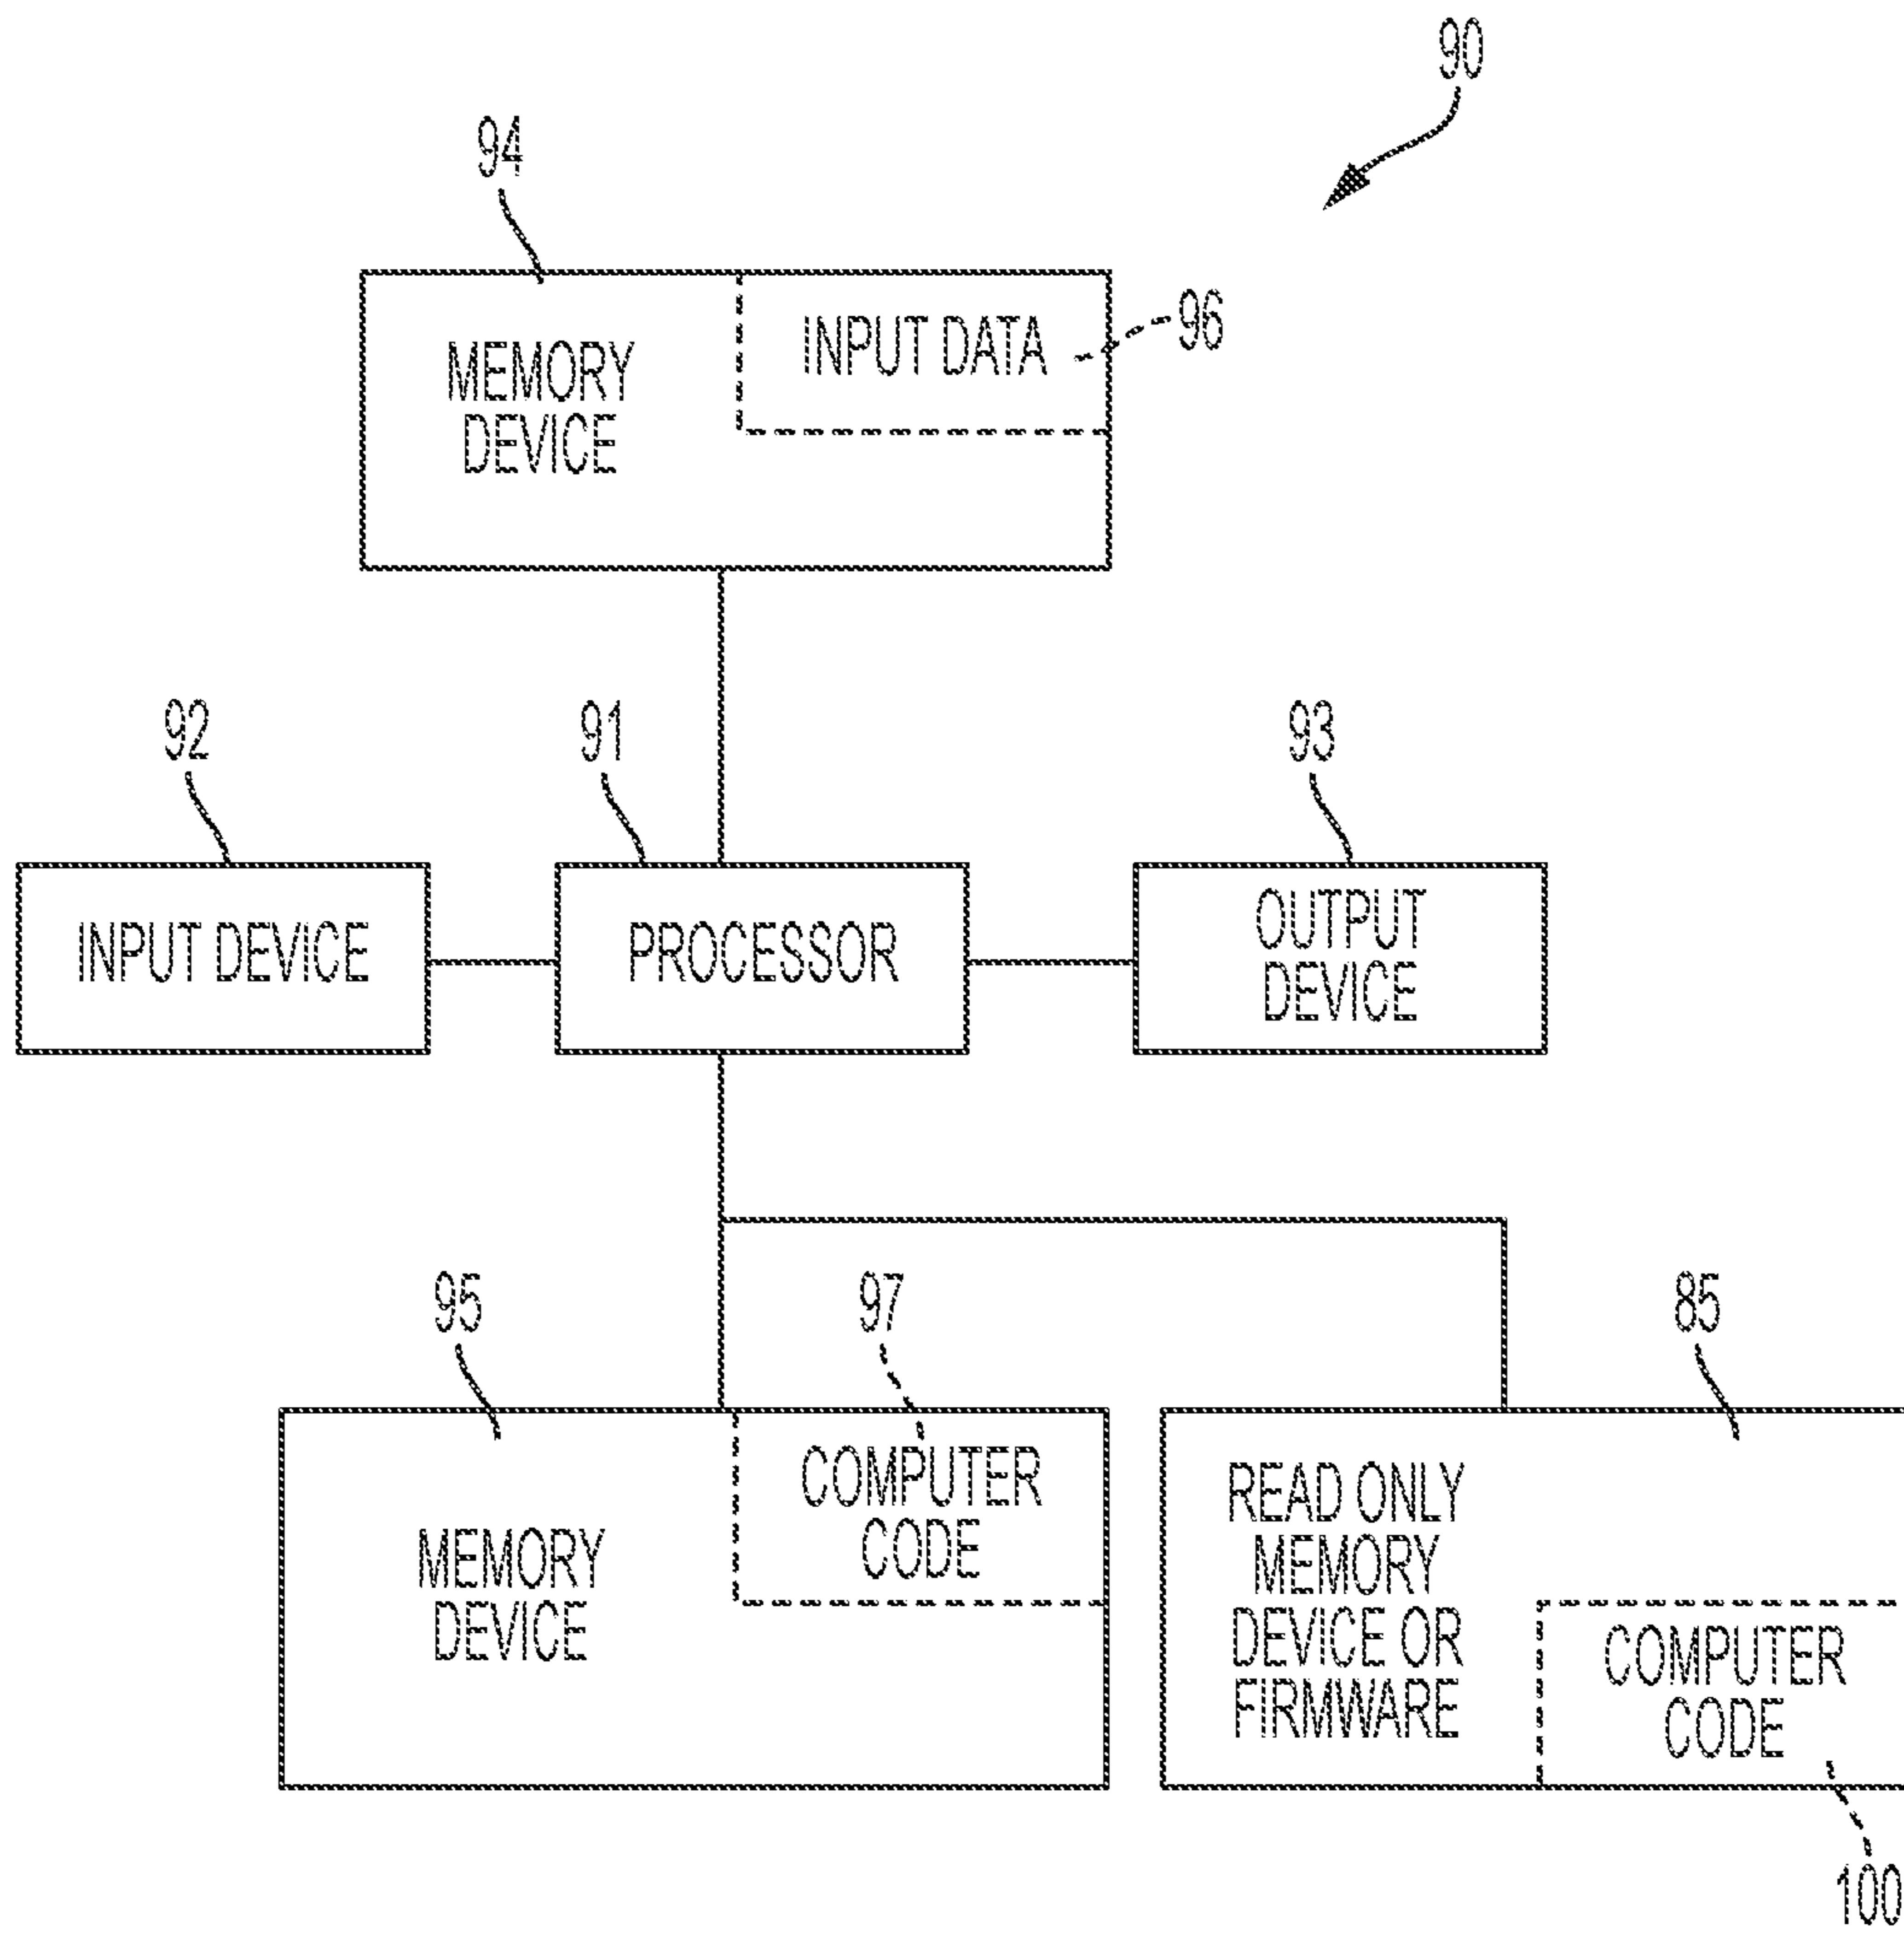 90
94
MEMORY
DEVICE
INPUT DATA
96
92
91
93
INPUT DEVICE
PROCESSOR
OUTPUT
DEVICE
95
97
85
MEMORY
DEVICE
COMPUTER
CODE
READ ONLY
MEMORY
DEVICE OR
FIRMWARE
COMPUTER
CODE
100